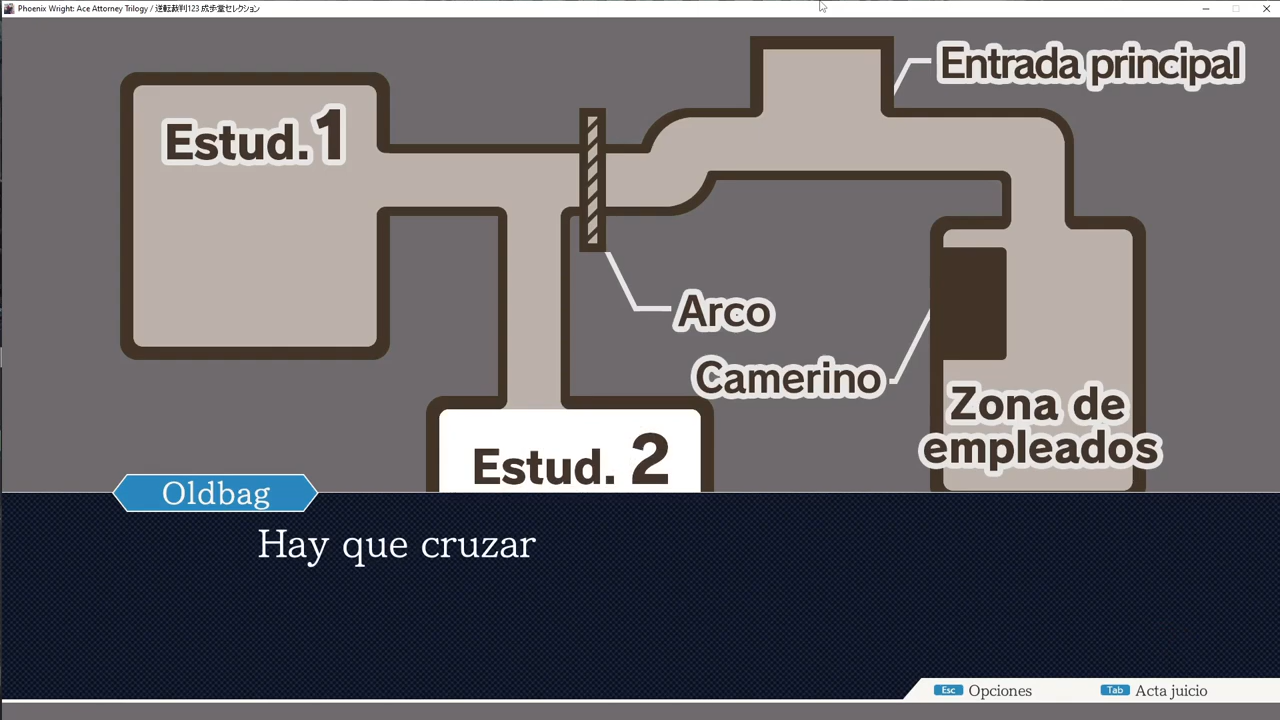 Phoenix Wright: Ace Attorney Trilogy / 逆転裁判123 成歩堂セレクション
Entrada principal
Estud.1
Arco
Camerino
Zona de
empleados
Estud. 2
Oldbag
Hay que cruzar
Esc Opciones Tab Acta juicio